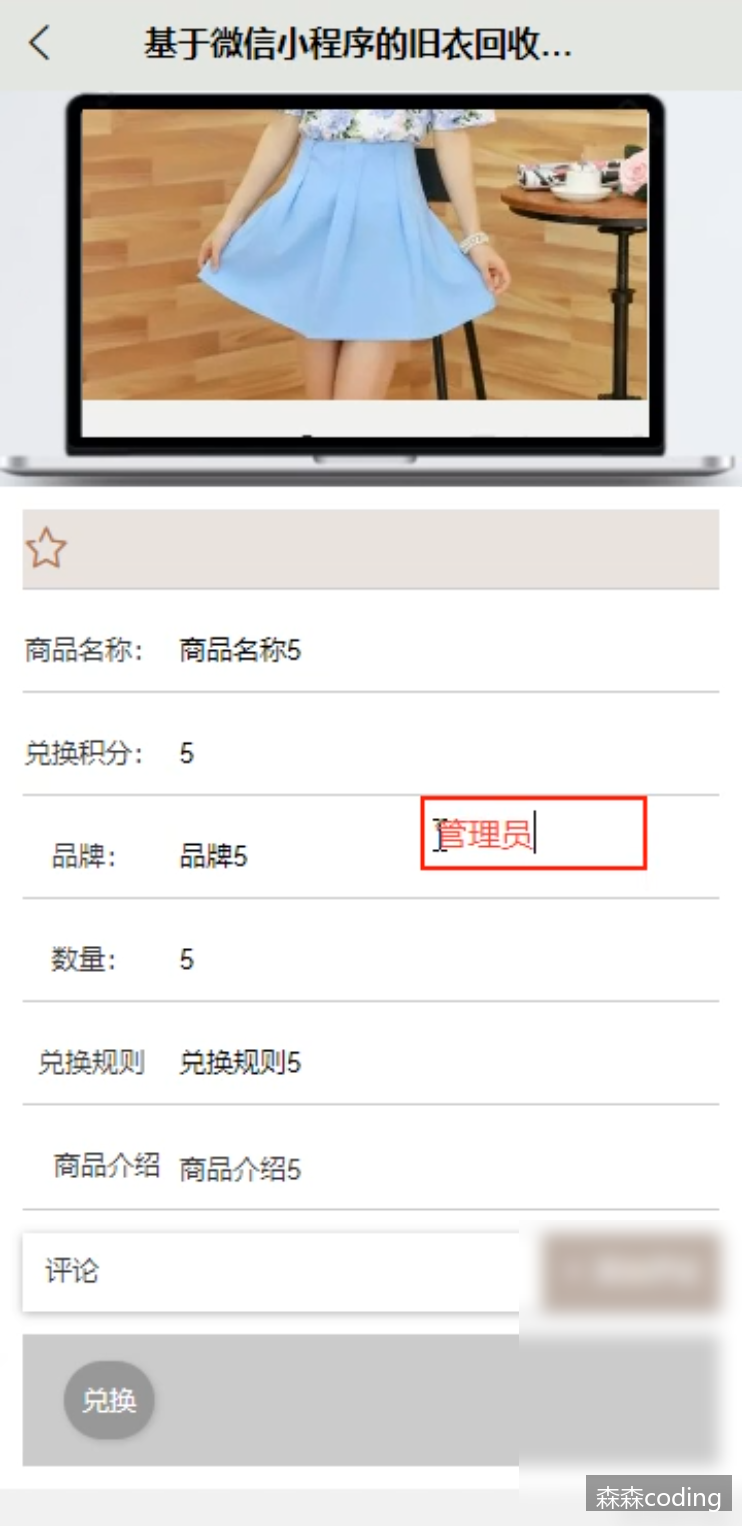 基于微信小程序的旧衣回收...
商品名称： 商品名称5
兑换积分： 5
管理员
品牌： 品牌5
数量： 5
兑换规则 兑换规则5
商品介绍 商品介绍5
评论
兑换
森森coding